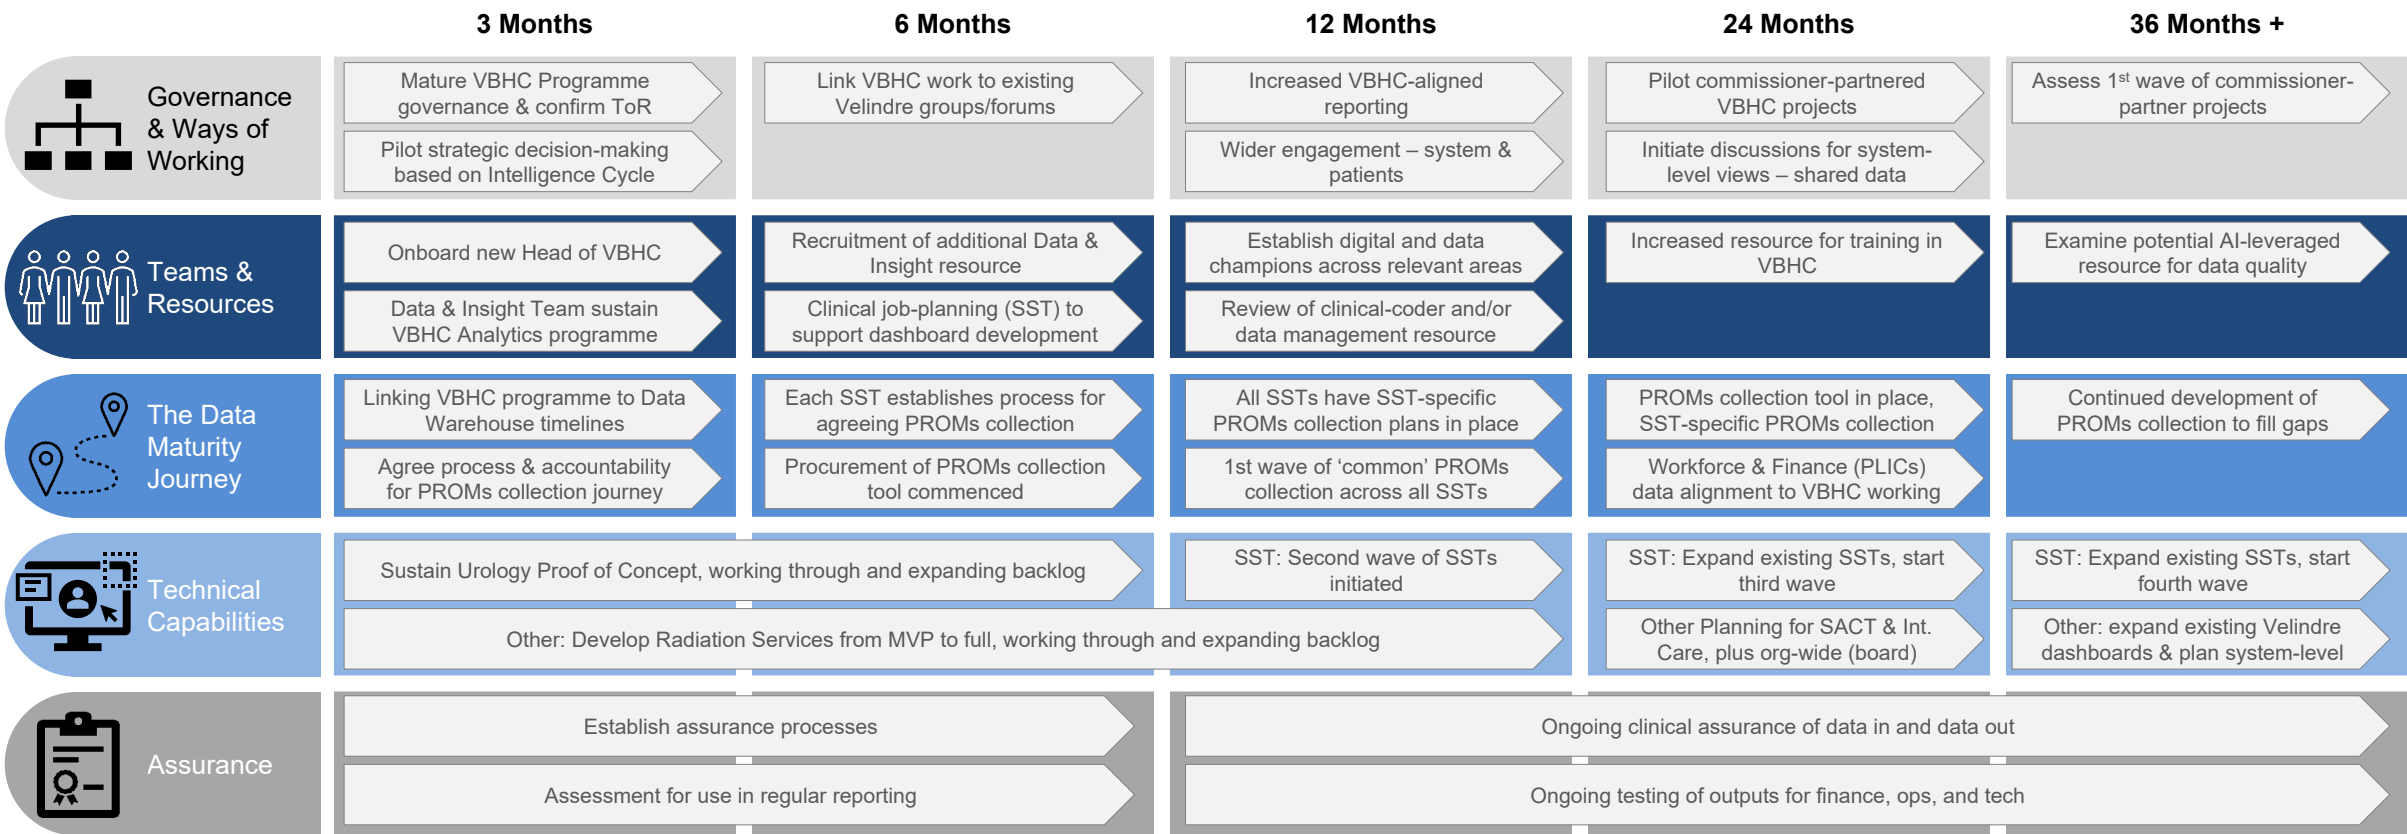 3 Months
6 Months
12 Months
24 Months
36 Months +
Governance
& Ways of
Working
Mature VBHC Programme
governance & confirm ToR
Link VBHC work to existing
Velindre groups/forums
Increased VBHC-aligned
reporting
Pilot commissioner-partnered
VBHC projects
Assess 1st wave of commissioner-
partner projects
Pilot strategic decision-making
based on Intelligence Cycle
Wider engagement – system &
patients
Initiate discussions for system-
level views – shared data
Teams &
Resources
Onboard new Head of VBHC
Recruitment of additional Data &
Insight resource
Establish digital and data
champions across relevant areas
Increased resource for training in
VBHC
Examine potential AI-leveraged
resource for data quality
Data & Insight Team sustain
VBHC Analytics programme
Clinical job-planning (SST) to
support dashboard development
Review of clinical-coder and/or
data management resource
The Data
Maturity
Journey
Linking VBHC programme to Data
Warehouse timelines
Each SST establishes process for
agreeing PROMs collection
All SSTs have SST-specific
PROMs collection plans in place
PROMs collection tool in place,
SST-specific PROMs collection
Continued development of
PROMs collection to fill gaps
Agree process & accountability
for PROMs collection journey
Procurement of PROMs collection
tool commenced
1st wave of ‘common’ PROMs
collection across all SSTs
Workforce & Finance (PLICs)
data alignment to VBHC working
Technical
Capabilities
Sustain Urology Proof of Concept, working through and expanding backlog
SST: Second wave of SSTs
initiated
SST: Expand existing SSTs, start
third wave
SST: Expand existing SSTs, start
fourth wave
Other: Develop Radiation Services from MVP to full, working through and expanding backlog
Other Planning for SACT & Int.
Care, plus org-wide (board)
Other: expand existing Velindre
dashboards & plan system-level
Assurance
Establish assurance processes
Ongoing clinical assurance of data in and data out
Assessment for use in regular reporting
Ongoing testing of outputs for finance, ops, and tech